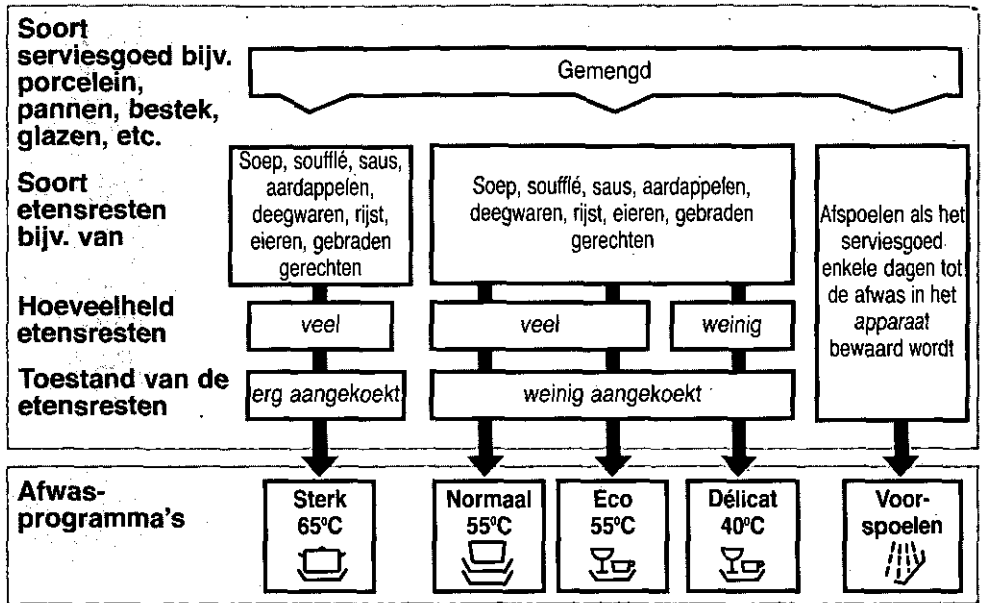 Soort
serviesgoed bijv.
porcelein,
pannen, bestek,
glazen, etc.
Gemengd
Soort
etensresten
bijv. van
Soep, soufflé, saus,
aardappelen,
deegwaren, rijst,
eieren, gebraden
gerechten
Soep, soufflé, saus, aardappelen,
deegwaren, rijst, eieren, gebraden
gerechten
Afspoelen als het
serviesgoed
enkele dagen tot
de afwas in het
apparaat
bewaard wordt
Hoeveelheld
etensresten
veel
veel
weinig
Toestand van de
etensresten
erg aangekoekt
weinig aangekoekt
Afwas-
programma's
Sterk
65°C
Normaal
55°C
Eco
55°C
Délicat
40°C
Voor-
spoelen